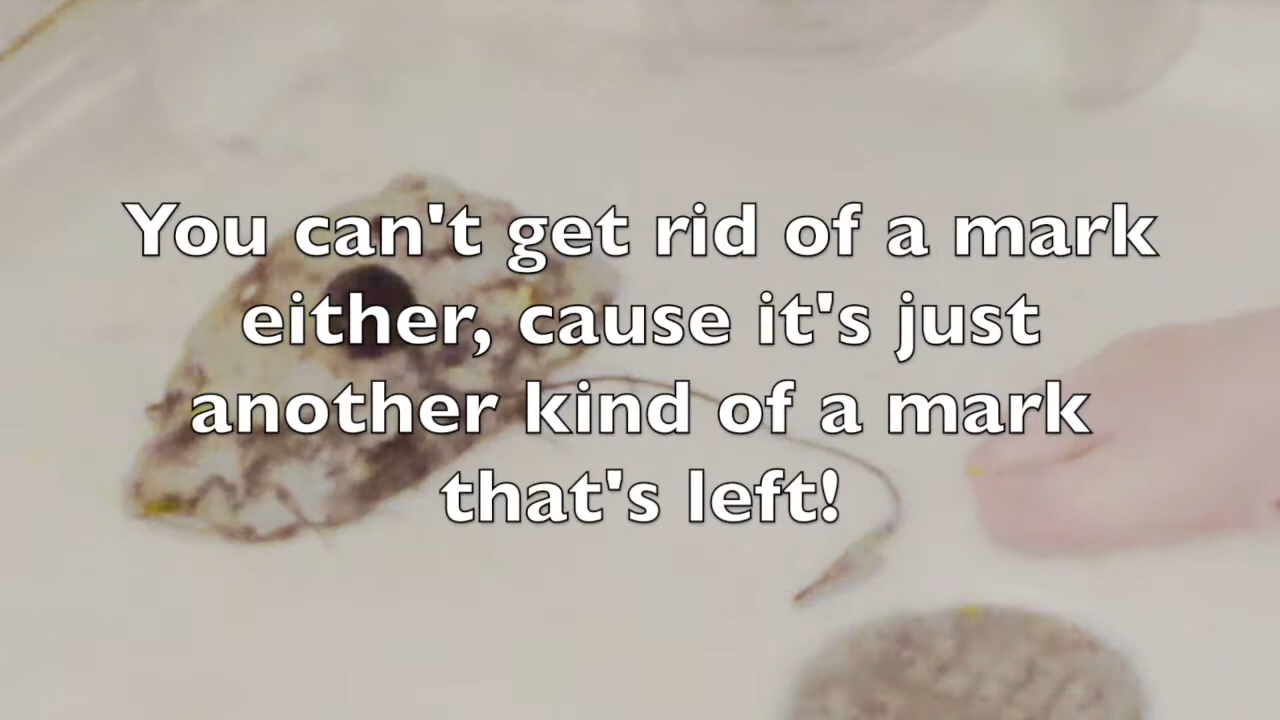 You can't get rid of a mark
either, cause it's just
another kind of a mark
that's left!